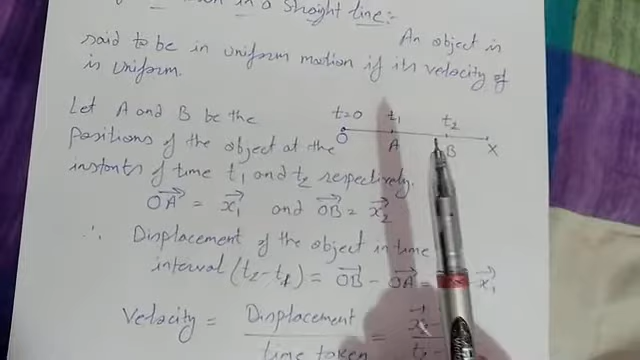 in a Straight line:-
An object is
said to be in uniform motion if its velocity of
is uniform.
Let A and B be the
positions of the object at the
instants of time t₁ and t₂ respectively.
t=0 t₁ t₂
O A B X
OA→ = x₁→ and OB→ = x₂→
∴ Displacement of the object in time
interval (t₂-t₁) = OB→ - OA→ = x₁→
Velocity = Displacement / time taken =